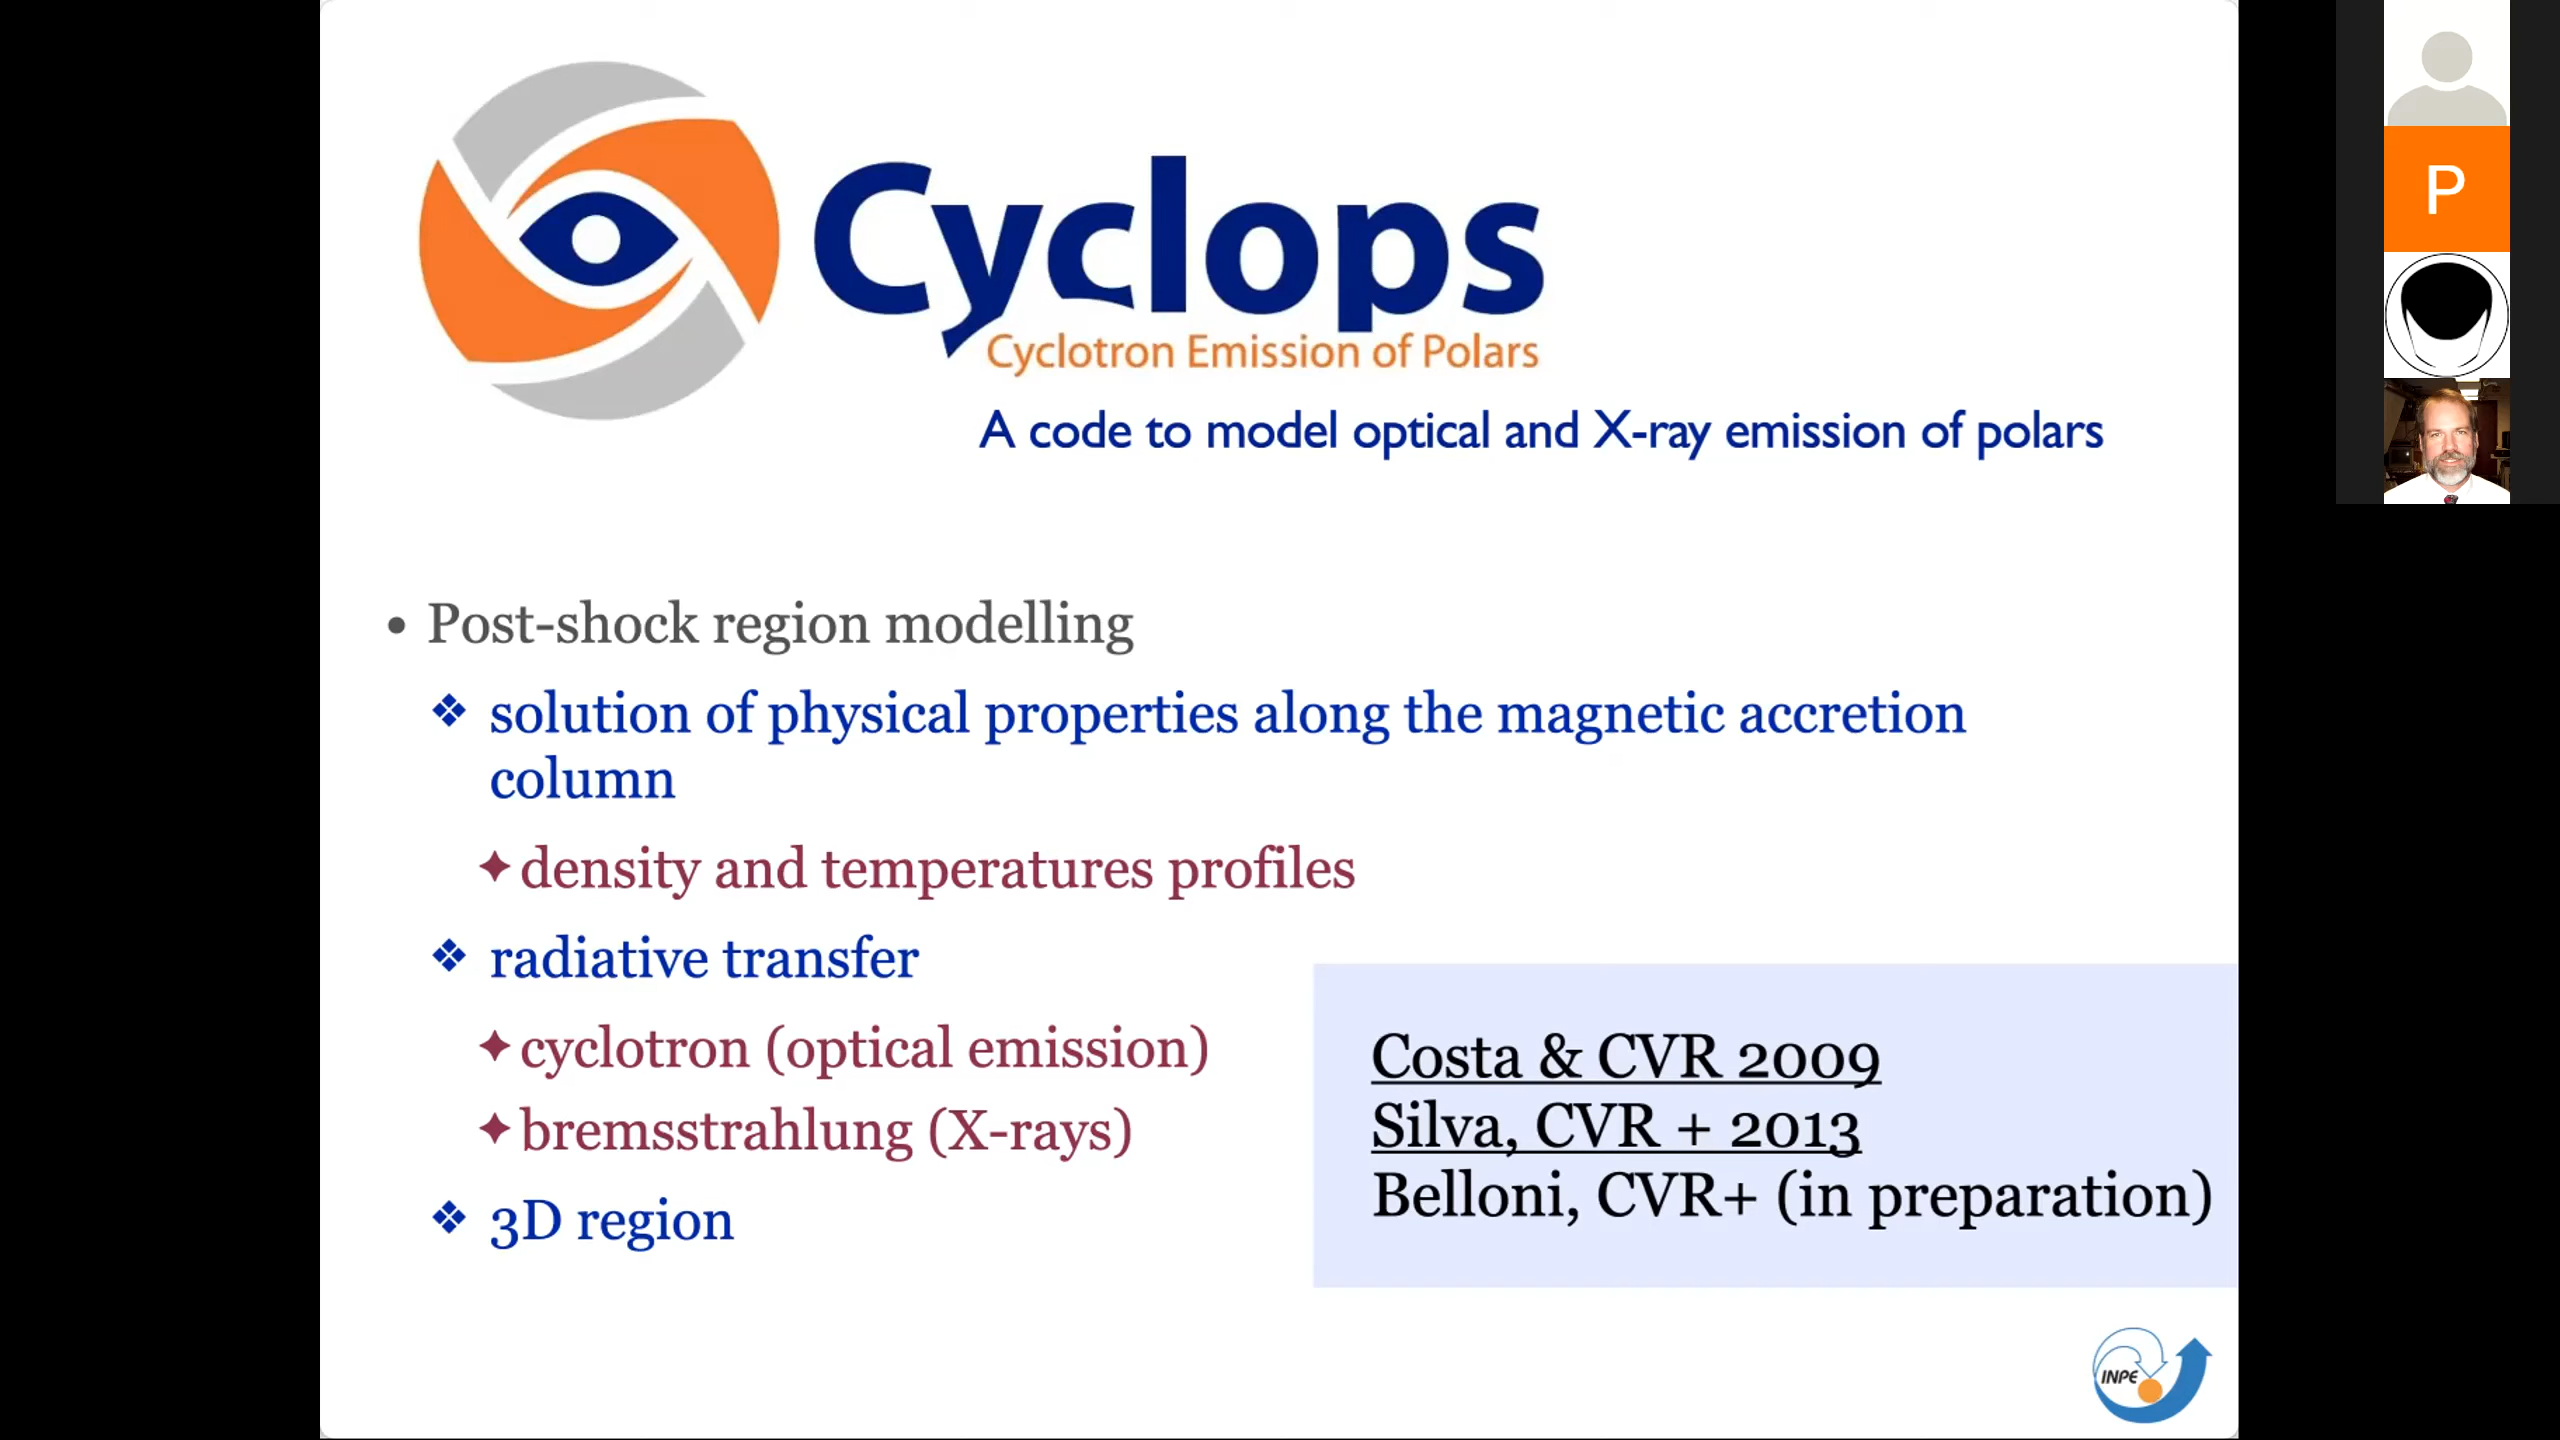 Cyclops
Cyclotron Emission of Polars
A code to model optical and X-ray emission of polars
P
• Post-shock region modelling
❖ solution of physical properties along the magnetic accretion
column
✦ density and temperatures profiles
❖ radiative transfer
✦ cyclotron (optical emission)
✦ bremsstrahlung (X-rays)
❖ 3D region
Costa & CVR 2009
Silva, CVR + 2013
Belloni, CVR+ (in preparation)
INPE